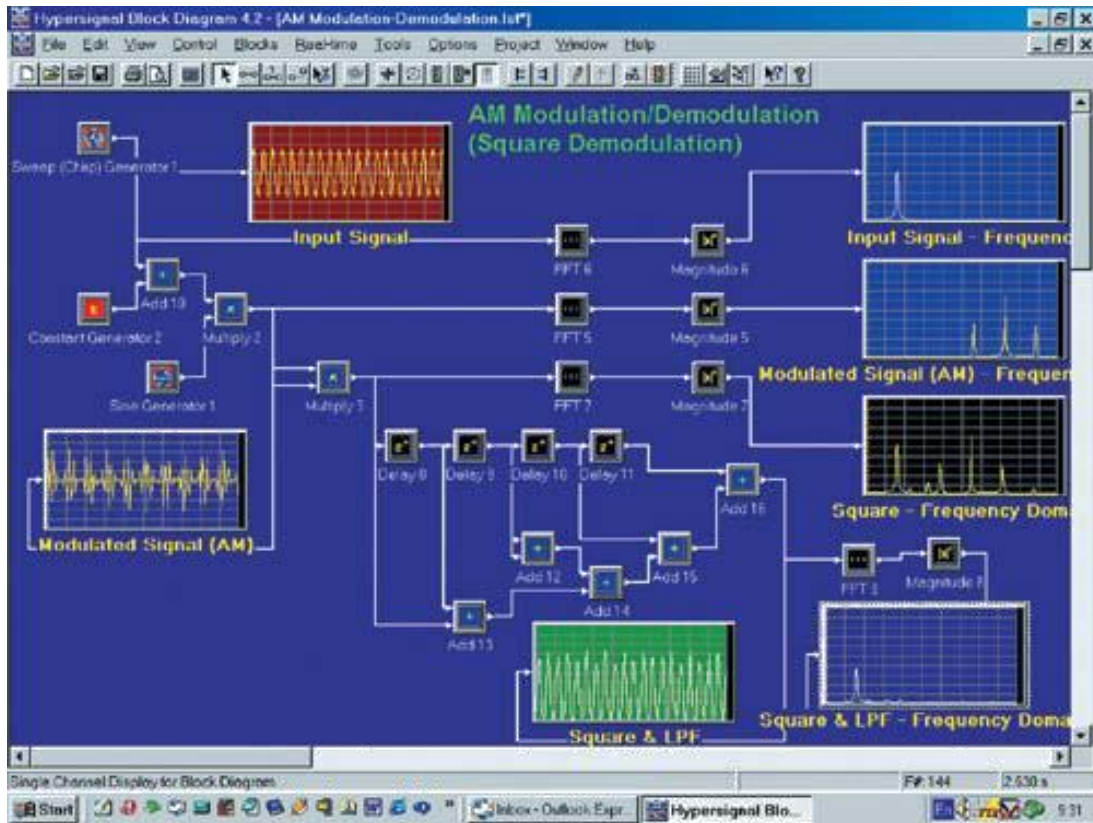 Hypersignal Block Diagram 4.2 - [AM Modulation-Demodulation.lst*]
File Edit View Control Blocks RealTime Tools Options Project Window Help
AM Modulation/Demodulation
(Square Demodulation)
Sweep (Chirp) Generator 1
Input Signal
FFT 6
Magnitude 6
Input Signal - Frequenc
Add 10
Constant Generator 2
Multiply 2
FFT 5
Magnitude 5
Modulated Signal (AM) - Frequen
Sine Generator 1
Multiply 3
FFT 7
Magnitude 7
Delay 8
Delay 9
Delay 10
Delay 11
Add 16
Square - Frequency Doma
Modulated Signal (AM)
Add 12
Add 14
Add 15
Add 13
Square & LPF
Square & LPF - Frequency Doma
Single Channel Display for Block Diagram
F#: 144
2.530 s
Start
Inbox - Outlook Expr...
Hypersignal Blo...
En
9:31